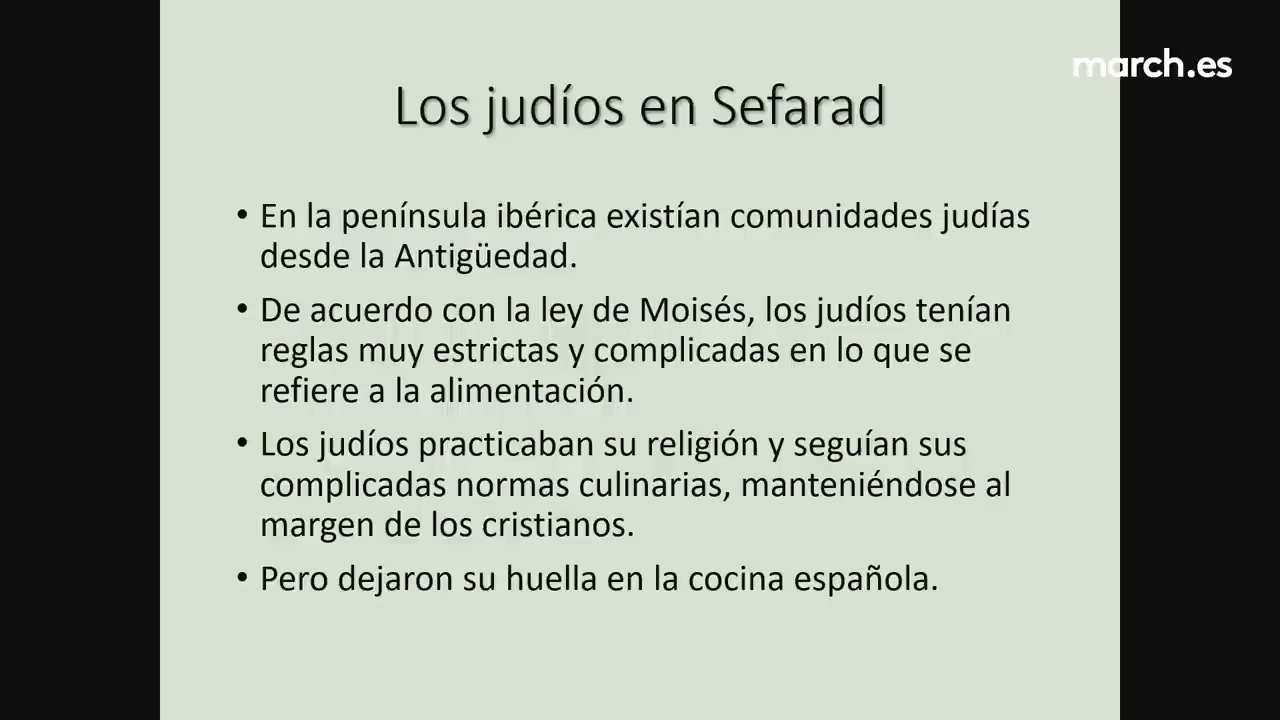 march.es
Los judíos en Sefarad
• En la península ibérica existían comunidades judías
desde la Antigüedad.
• De acuerdo con la ley de Moisés, los judíos tenían
reglas muy estrictas y complicadas en lo que se
refiere a la alimentación.
• Los judíos practicaban su religión y seguían sus
complicadas normas culinarias, manteniéndose al
margen de los cristianos.
• Pero dejaron su huella en la cocina española.